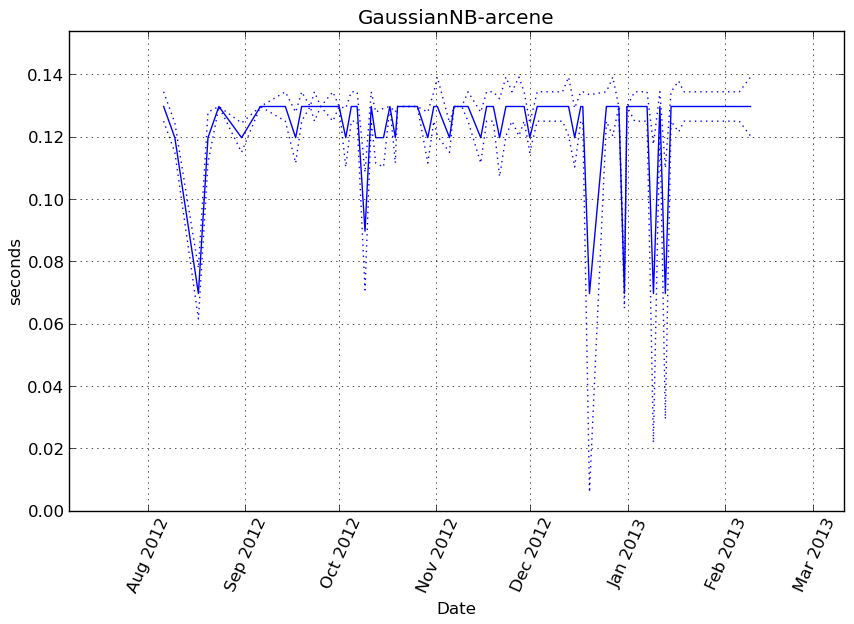 GaussianNB-arcene
0.14
0.12
0.10
0.08
0.06
0.04
0.02
0.00
seconds
Aug 2012
Sep 2012
Oct 2012
Nov 2012
Dec 2012
Jan 2013
Feb 2013
Mar 2013
Date